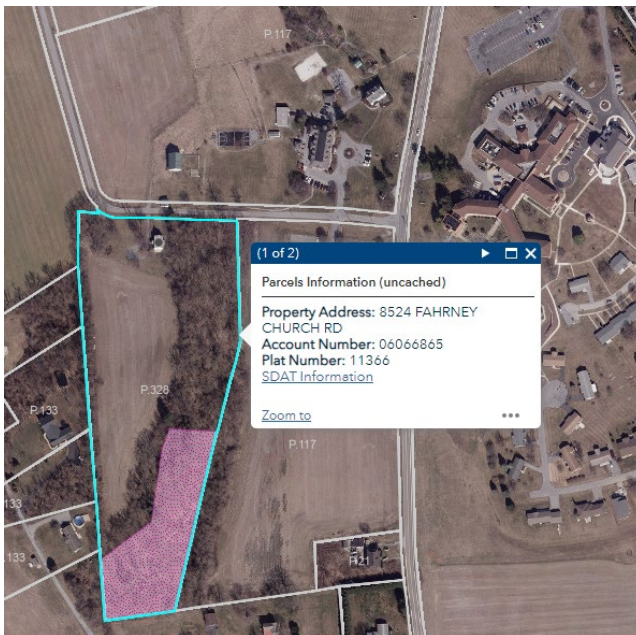 P.117
(1 of 2)
Parcels Information (uncached)
Property Address: 8524 FAHRNEY
CHURCH RD
Account Number: 06066865
Plat Number: 11366
SDAT Information
Zoom to
P.328
P.133
P.117
133
133
P.121